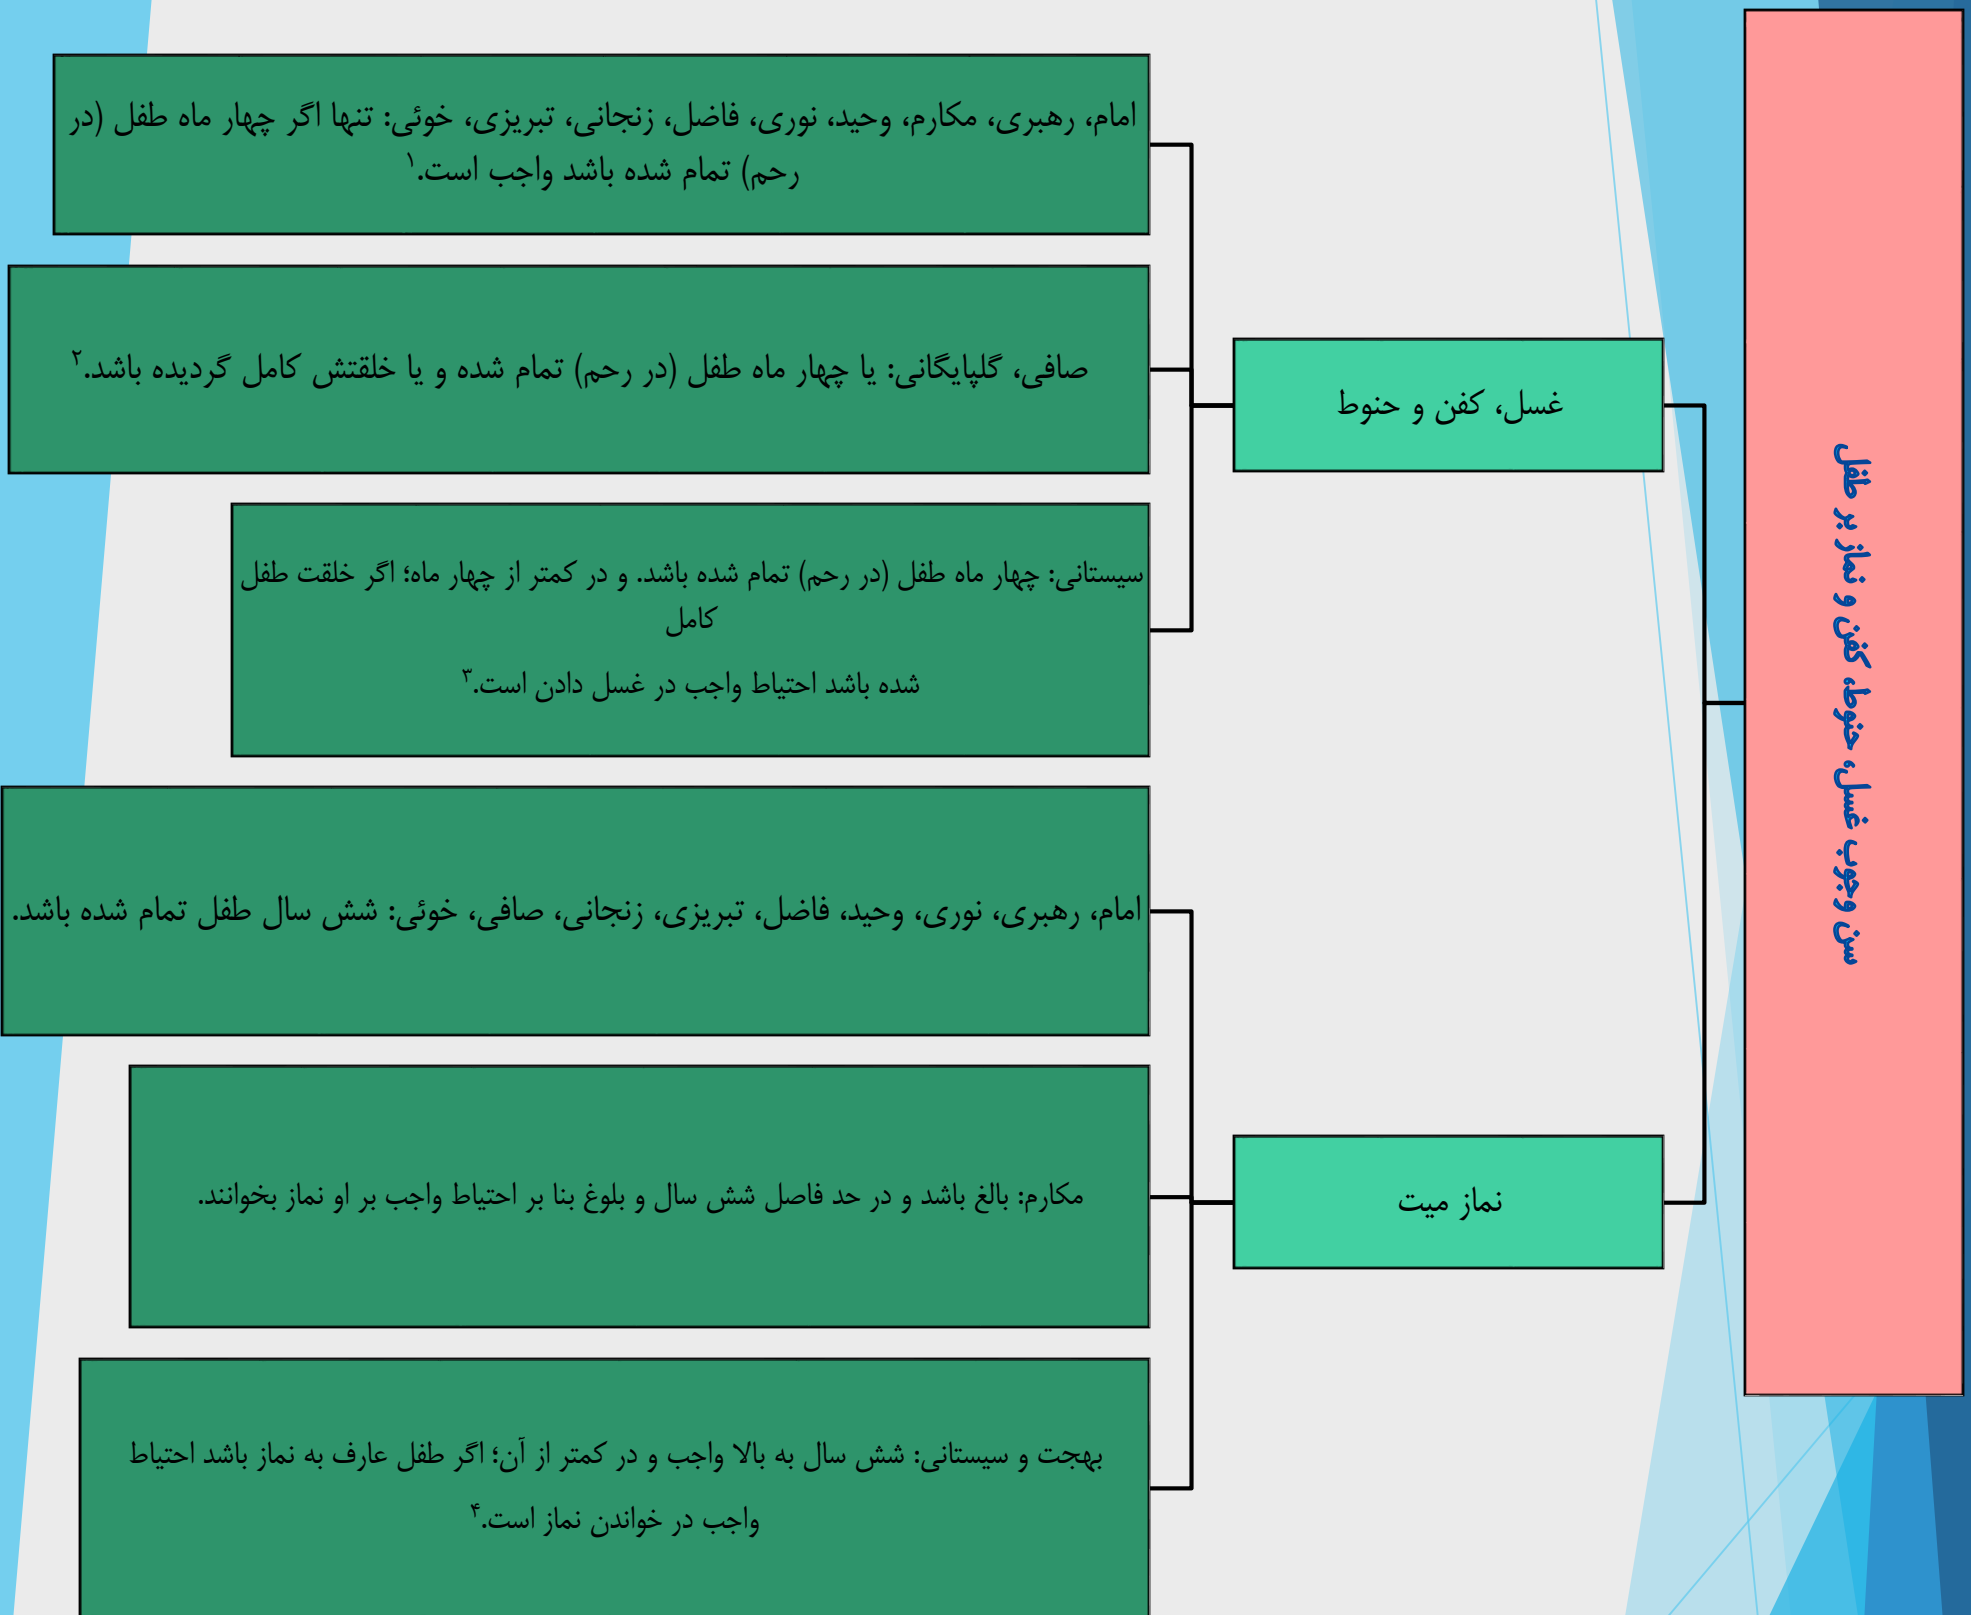 سن وجوب غسل، حنوط، کفن و نماز بر طفل
غسل، کفن و حنوط
امام، رهبری، مکارم، وحید، نوری، فاضل، زنجانی، تبریزی، خوئی: تنها اگر چهار ماه طفل (در
رحم) تمام شده باشد واجب است.۱
صافی، گلپایگانی: یا چهار ماه طفل (در رحم) تمام شده و یا خلقتش کامل گردیده باشد.۲
سیستانی: چهار ماه طفل (در رحم) تمام شده باشد. و در کمتر از چهار ماه؛ اگر خلقت طفل
کامل
شده باشد احتیاط واجب در غسل دادن است.۳
نماز میت
امام، رهبری، نوری، وحید، فاضل، تبریزی، زنجانی، صافی، خوئی: شش سال طفل تمام شده باشد.
مکارم: بالغ باشد و در حد فاصل شش سال و بلوغ بنا بر احتیاط واجب بر او نماز بخوانند.
بهجت و سیستانی: شش سال به بالا واجب و در کمتر از آن؛ اگر طفل عارف به نماز باشد احتیاط
واجب در خواندن نماز است.۴